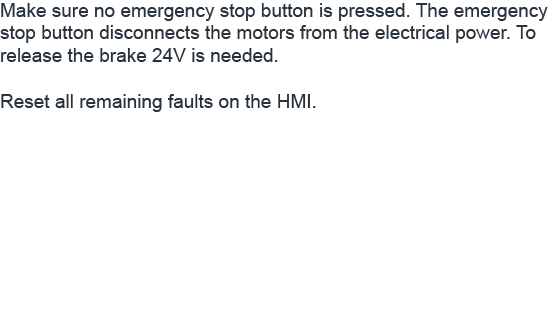 Make sure no emergency stop button is pressed. The emergency
stop button disconnects the motors from the electrical power. To
release the brake 24V is needed.
Reset all remaining faults on the HMI.